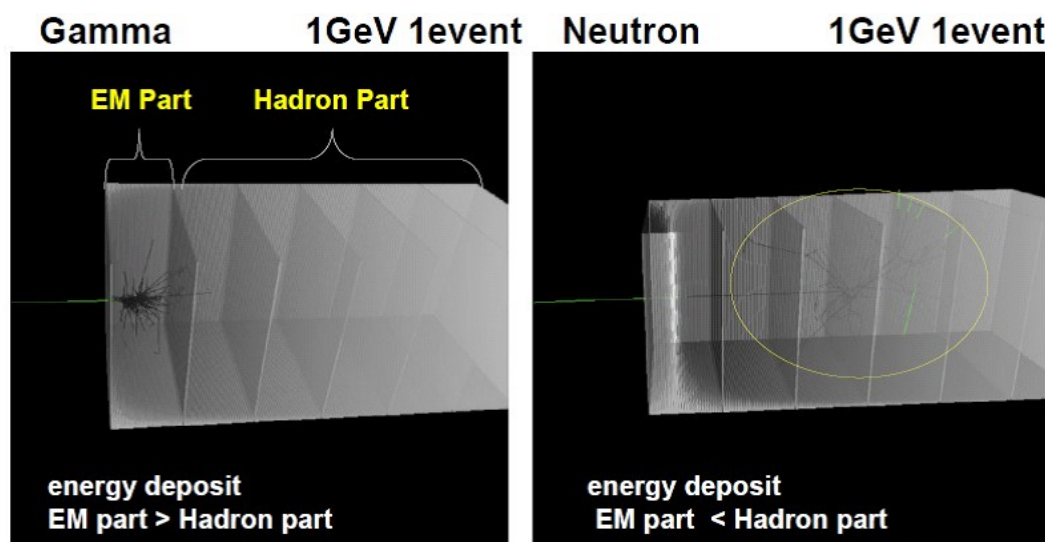 Gamma 1GeV 1event
Neutron 1GeV 1event
EM Part Hadron Part
energy deposit
EM part > Hadron part
energy deposit
EM part < Hadron part